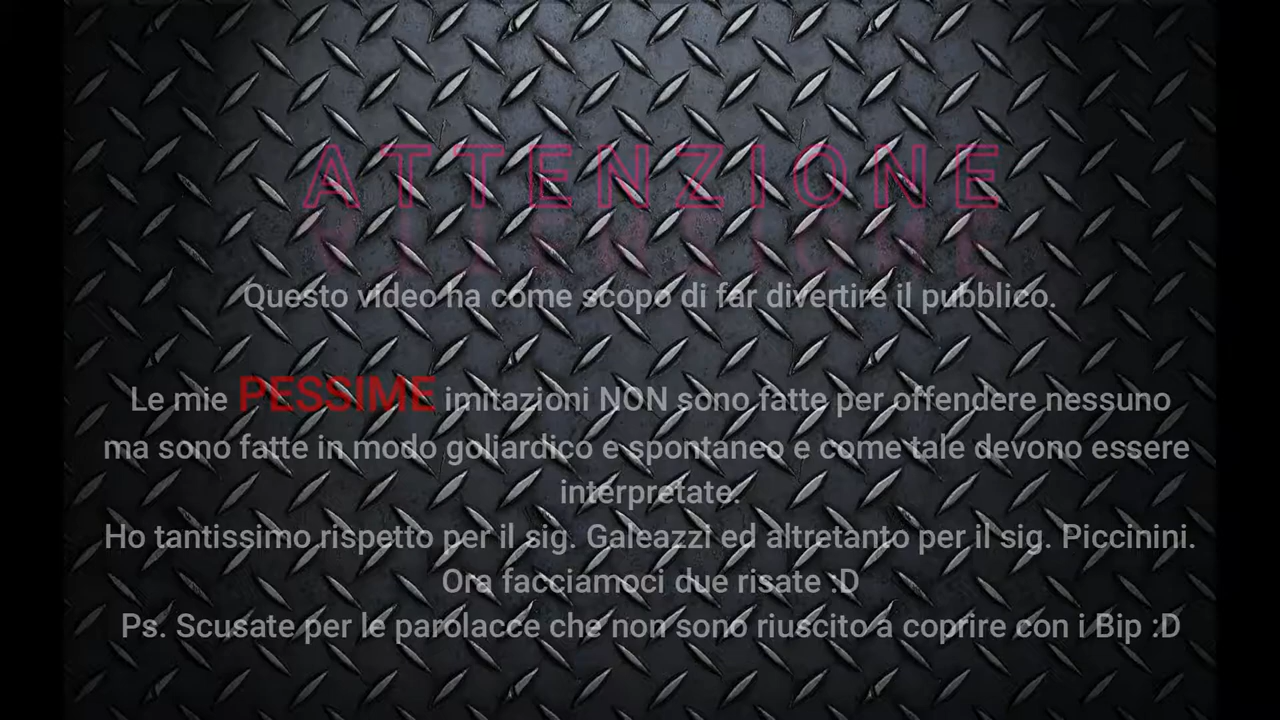 ATTENZIONE
Questo video ha come scopo di far divertire il pubblico.
Le mie PESSIME imitazioni NON sono fatte per offendere nessuno
ma sono fatte in modo goliardico e spontaneo e come tale devono essere
interpretate.
Ho tantissimo rispetto per il sig. Galeazzi ed altretanto per il sig. Piccinini.
Ora facciamoci due risate :D
Ps. Scusate per le parolacce che non sono riuscito a coprire con i Bip :D